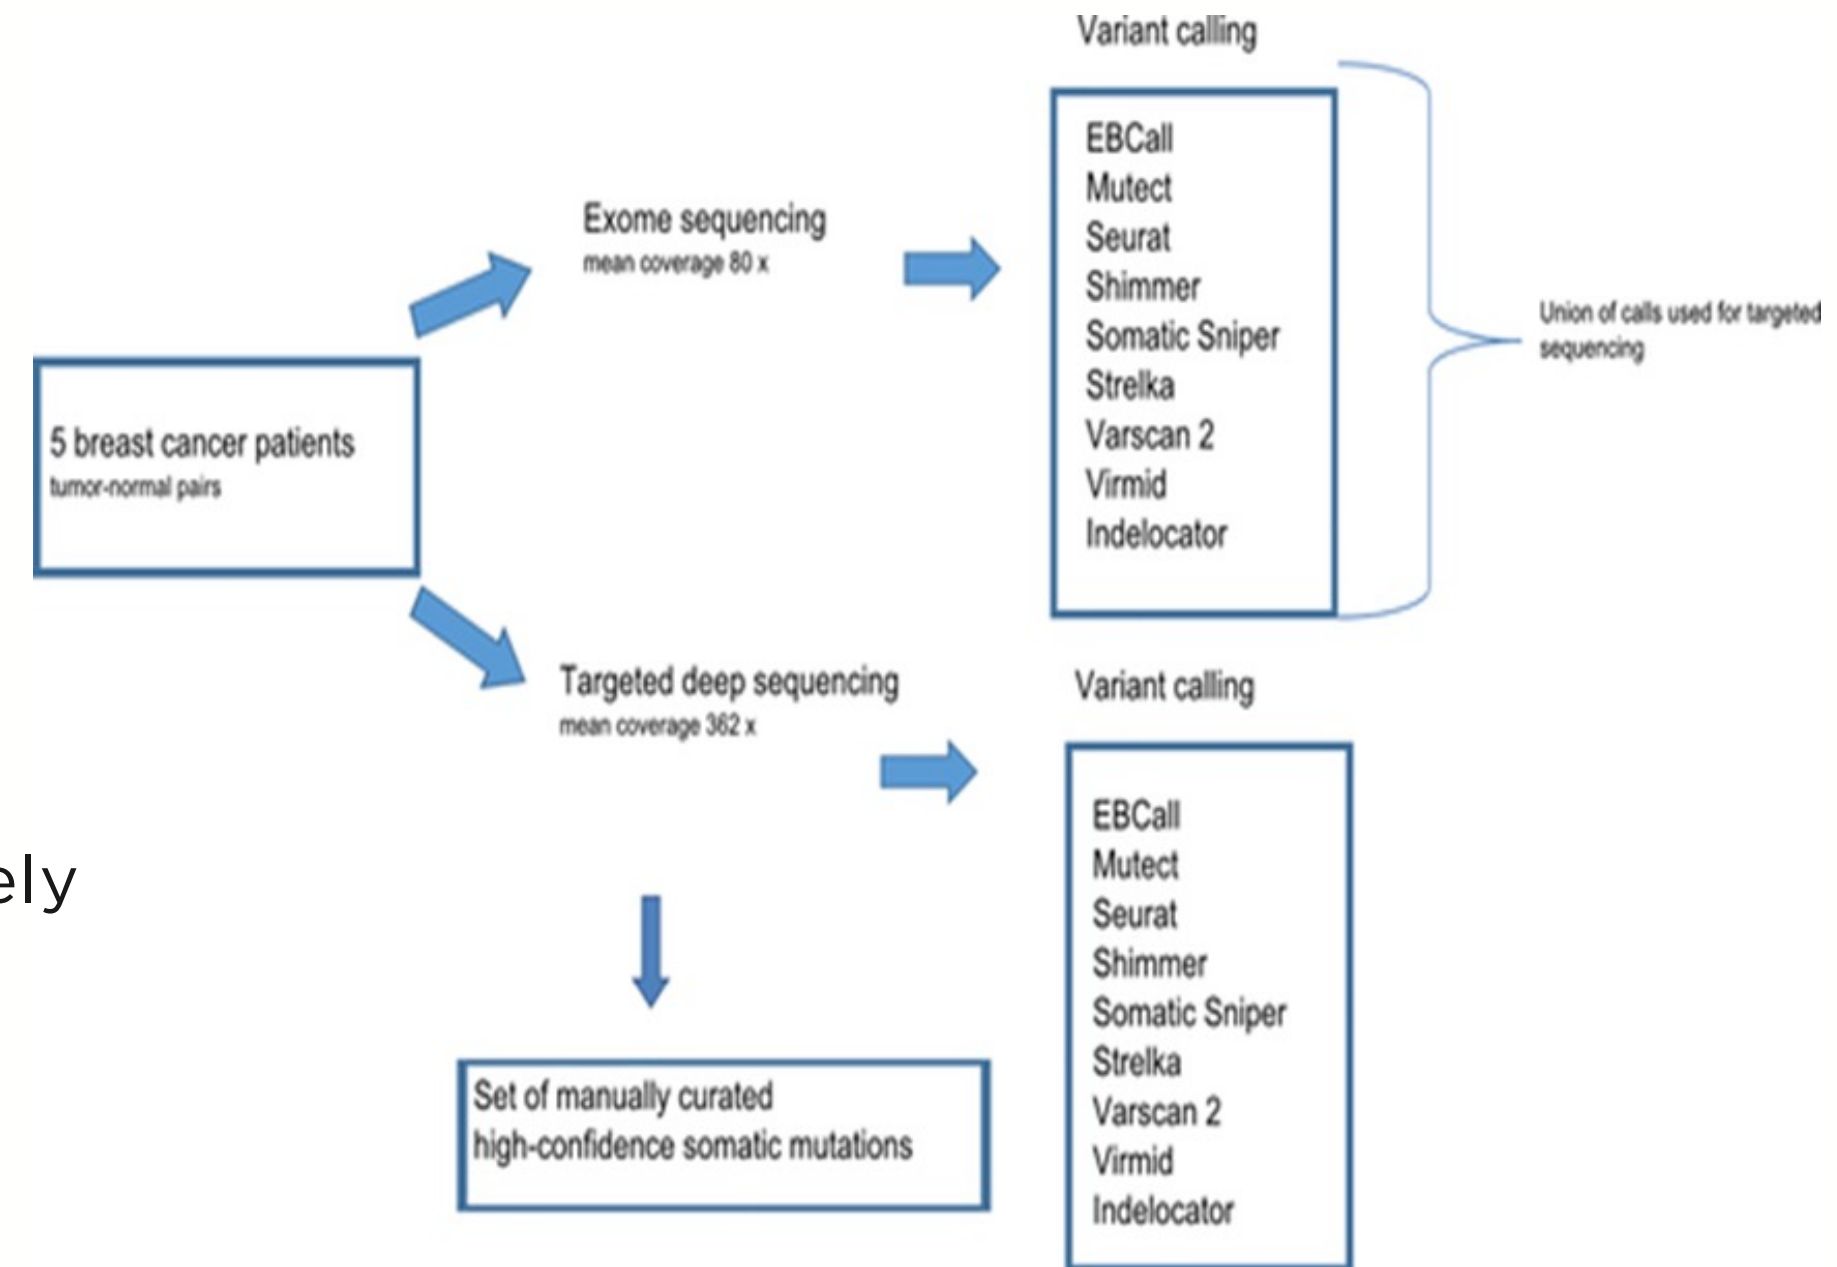 Variant calling
EBCall
Mutect
Seurat
Shimmer
Somatic Sniper
Strelka
Varscan 2
Virmid
Indelocator
Exome sequencing
mean coverage 80 x
Union of calls used for targeted
sequencing
5 breast cancer patients
tumor-normal pairs
Targeted deep sequencing
mean coverage 362 x
Variant calling
EBCall
Mutect
Seurat
Shimmer
Somatic Sniper
Strelka
Varscan 2
Virmid
Indelocator
ely
Set of manually curated
high-confidence somatic mutations